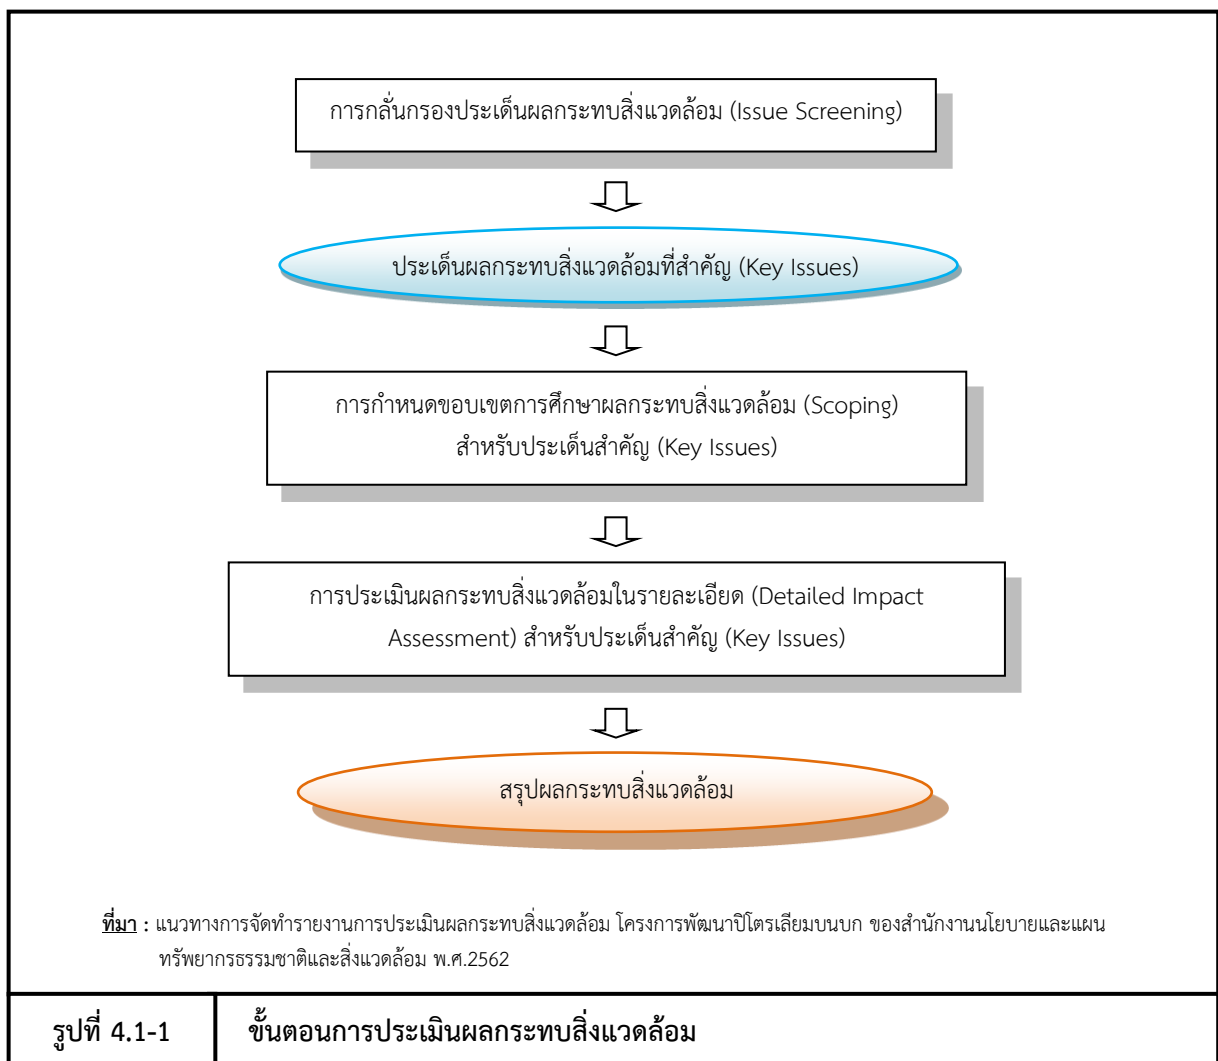 การกลั่นกรองประเด็นผลกระทบสิ่งแวดล้อม (Issue Screening)
ประเด็นผลกระทบสิ่งแวดล้อมที่สำคัญ (Key Issues)
การกำหนดขอบเขตการศึกษาผลกระทบสิ่งแวดล้อม (Scoping)
สำหรับประเด็นสำคัญ (Key Issues)
การประเมินผลกระทบสิ่งแวดล้อมในรายละเอียด (Detailed Impact
Assessment) สำหรับประเด็นสำคัญ (Key Issues)
สรุปผลกระทบสิ่งแวดล้อม
ที่มา : แนวทางการจัดทำรายงานการประเมินผลกระทบสิ่งแวดล้อม โครงการพัฒนาปิโตรเลียมบนบก ของสำนักงานนโยบายและแผน
ทรัพยากรธรรมชาติและสิ่งแวดล้อม พ.ศ.2562
รูปที่ 4.1-1 ขั้นตอนการประเมินผลกระทบสิ่งแวดล้อม